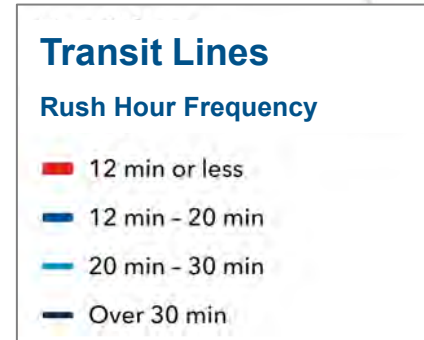 Transit Lines
Rush Hour Frequency
12 min or less
12 min – 20 min
20 min – 30 min
Over 30 min